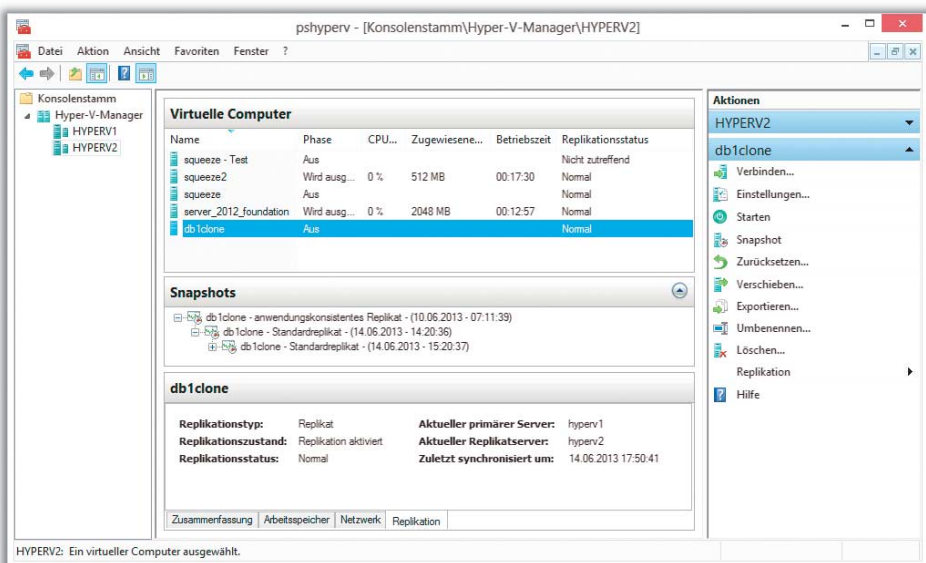 pshyperv - [Konsolenstamm\Hyper-V-Manager\HYPERV2]
Datei Aktion Ansicht Favoriten Fenster ?
Konsolenstamm
Hyper-V-Manager
HYPERV1
HYPERV2
Virtuelle Computer
Name Phase CPU... Zugewiesene... Betriebszeit Replikationsstatus
squeeze - Test Aus Nicht zutreffend
squeeze2 Wird ausg... 0 % 512 MB 00:17:30 Normal
squeeze Aus Normal
server_2012_foundation Wird ausg... 0 % 2048 MB 00:12:57 Normal
db1clone Aus Normal
Snapshots
db1clone - anwendungskonsistentes Replikat - (10.06.2013 - 07:11:39)
db1clone - Standardreplikat - (14.06.2013 - 14:20:36)
db1clone - Standardreplikat - (14.06.2013 - 15:20:37)
db1clone
Replikationstyp: Replikat Aktueller primärer Server: hyperv1
Replikationszustand: Replikation aktiviert Aktueller Replikatserver: hyperv2
Replikationsstatus: Normal Zuletzt synchronisiert um: 14.06.2013 17:50:41
Zusammenfassung Arbeitsspeicher Netzwerk Replikation
Aktionen
HYPERV2
db1clone
Verbinden...
Einstellungen...
Starten
Snapshot
Zurücksetzen...
Verschieben...
Exportieren...
Umbenennen...
Löschen...
Replikation
Hilfe
HYPERV2: Ein virtueller Computer ausgewählt.